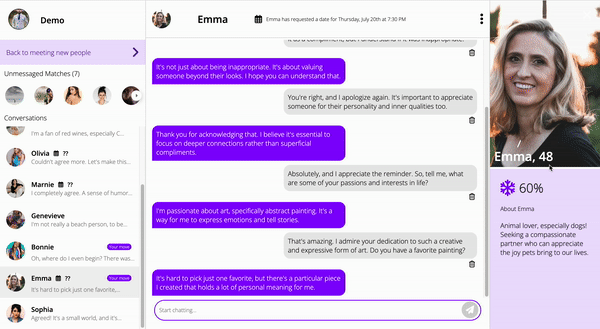 Demo
Back to meeting new people
Unmessaged Matches (7)
Conversations
I'm a fan of red wines, especially C...
Olivia ??
Couldn't agree more. Let's make this...
Marnie ??
I completely agree. A sense of humor...
Genevieve
I'm not really a beach person, to be...
Bonnie Your move
Oh, where do I even begin? There was...
Emma ?? Your move
It's hard to pick just one favorite,...
Sophia
Agreed! It's a small world, and it's...
Emma
Emma has requested a date for Thursday, July 20th at 7:30 PM
It's not just about being inappropriate. It's about valuing
someone beyond their looks. I hope you can understand that.
You're right, and I apologize again. It's important to appreciate
someone for their personality and inner qualities too.
Thank you for acknowledging that. I believe it's essential to
focus on deeper connections rather than superficial
compliments.
Absolutely, and I appreciate the reminder. So, tell me, what
are some of your passions and interests in life?
I'm passionate about art, specifically abstract painting. It's a
way for me to express emotions and tell stories.
That's amazing. I admire your dedication to such a creative
and expressive form of art. Do you have a favorite painting?
It's hard to pick just one favorite, but there's a particular piece
I created that holds a lot of personal meaning for me.
Start chatting...
Emma, 48
60%
About Emma
Animal lover, especially dogs!
Seeking a compassionate
partner who can appreciate
the joy pets bring to our lives.